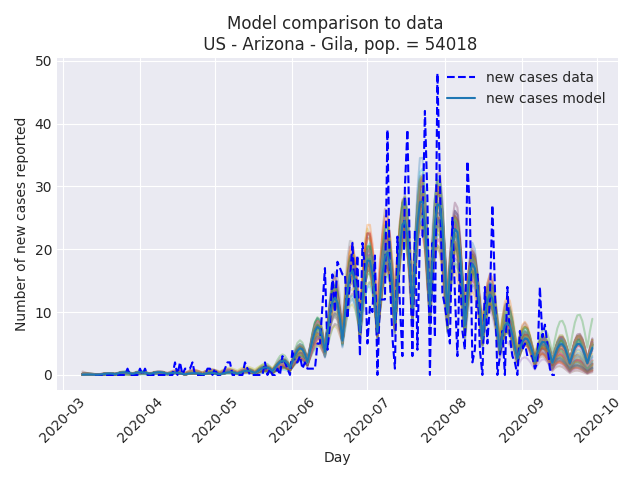 Model comparison to data
US - Arizona - Gila, pop. = 54018
new cases data
new cases model
50
40
30
20
10
0
Number of new cases reported
2020-03
2020-04
2020-05
2020-06
2020-07
2020-08
2020-09
2020-10
Day